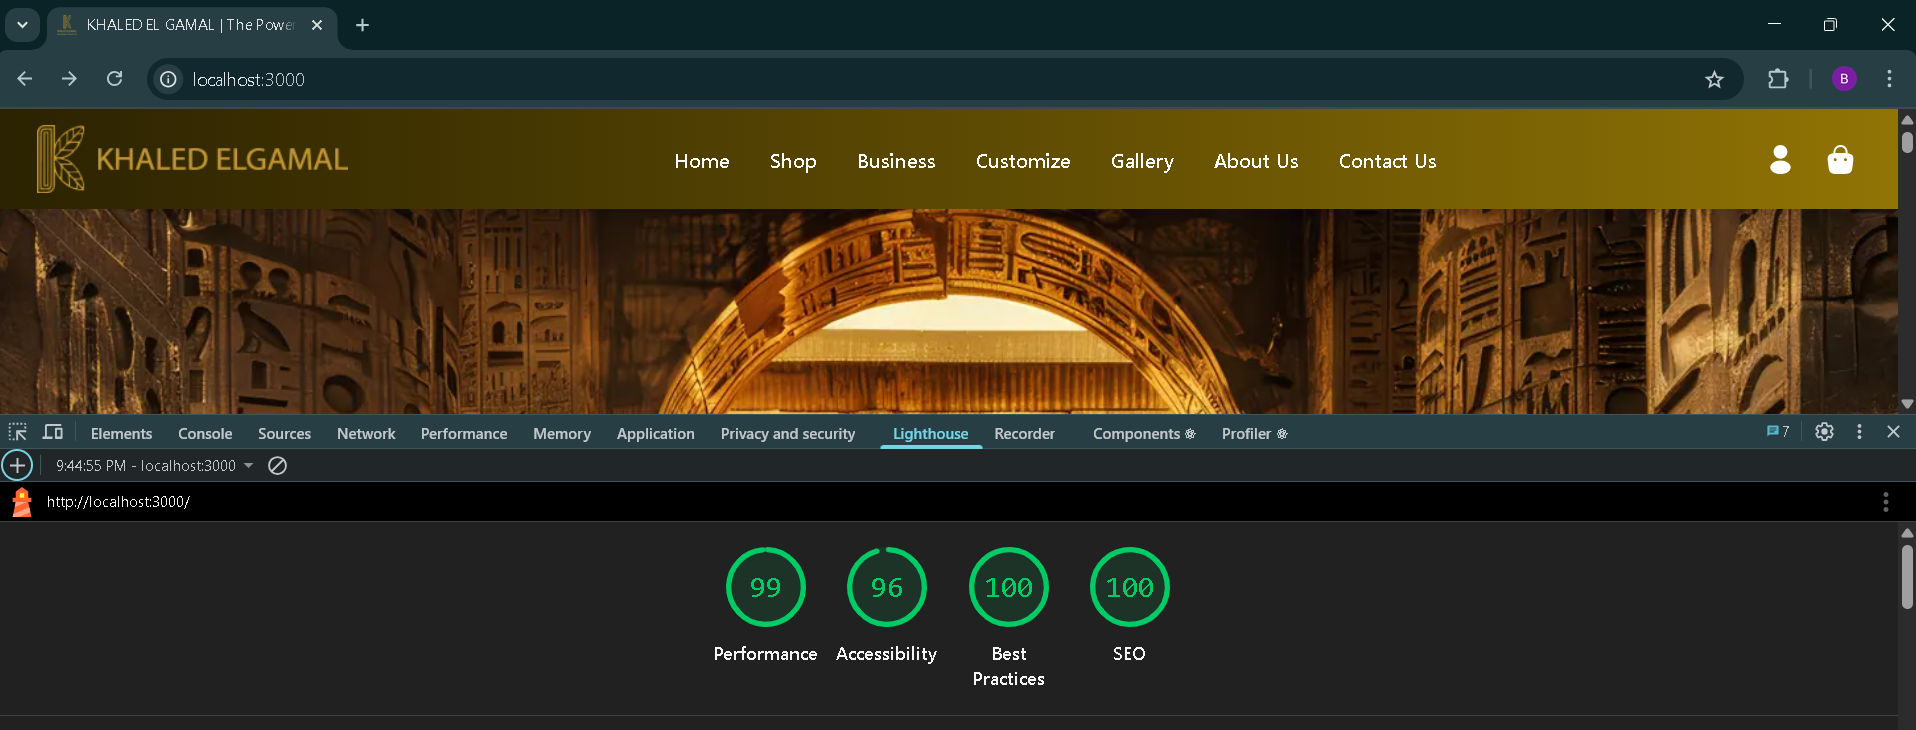 KHALED EL GAMAL | The Power
localhost:3000
B
KHALED ELGAMAL
Home Shop Business Customize Gallery About Us Contact Us
Elements Console Sources Network Performance Memory Application Privacy and security Lighthouse Recorder Components Profiler 7
9:44:55 PM - localhost:3000
http://localhost:3000/
99 96 100 100
Performance Accessibility Best Practices SEO